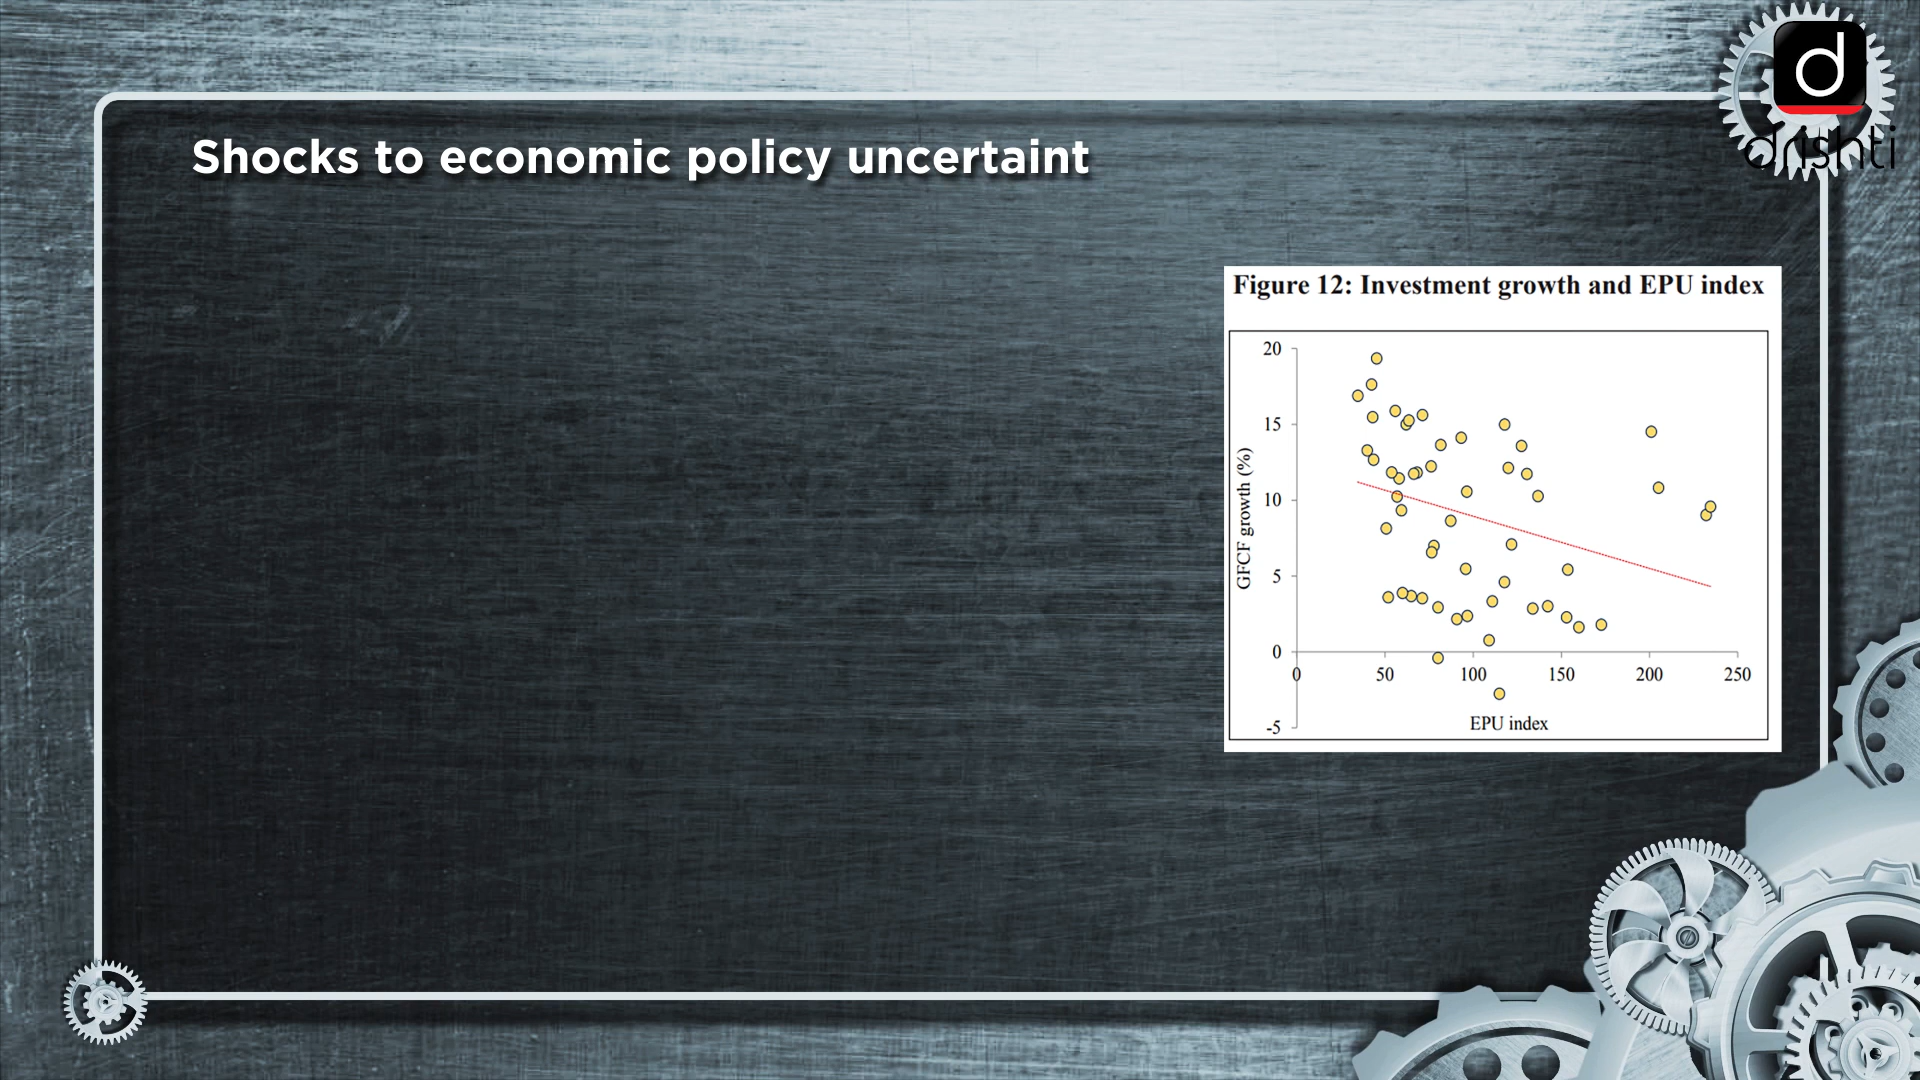 d
drishti
Shocks to economic policy uncertaint
Figure 12: Investment growth and EPU index
20
15
10
5
0
-5
GFCF growth (%)
0 50 100 150 200 250
EPU index